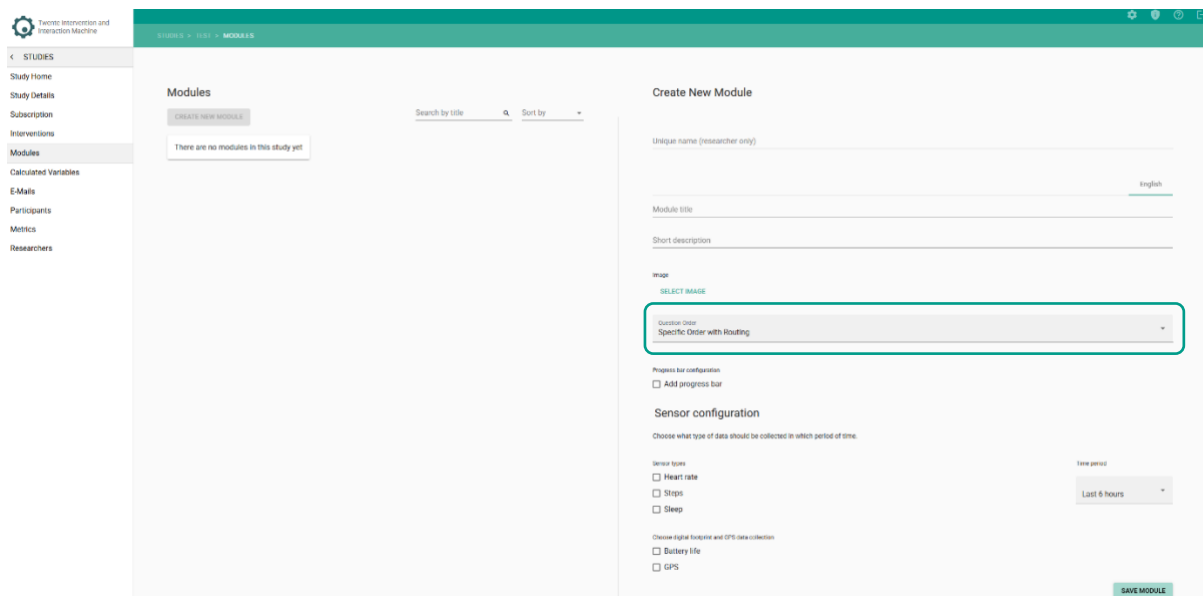 Twente Intervention and
Interaction Machine
STUDIES > TEST > MODULES
< STUDIES
Study Home
Study Details
Subscription
Interventions
Modules
Calculated Variables
E-Mails
Participants
Metrics
Researchers
Modules
CREATE NEW MODULE
Search by title
Sort by
There are no modules in this study yet
Create New Module
Unique name (researcher only)
English
Module title
Short description
Image
SELECT IMAGE
Question Order
Specific Order with Routing
Progress bar configuration
Add progress bar
Sensor configuration
Choose what type of data should be collected in which period of time.
Sensor types
Heart rate
Steps
Sleep
Time period
Last 6 hours
Choose digital footprint and GPS data collection
Battery life
GPS
SAVE MODULE